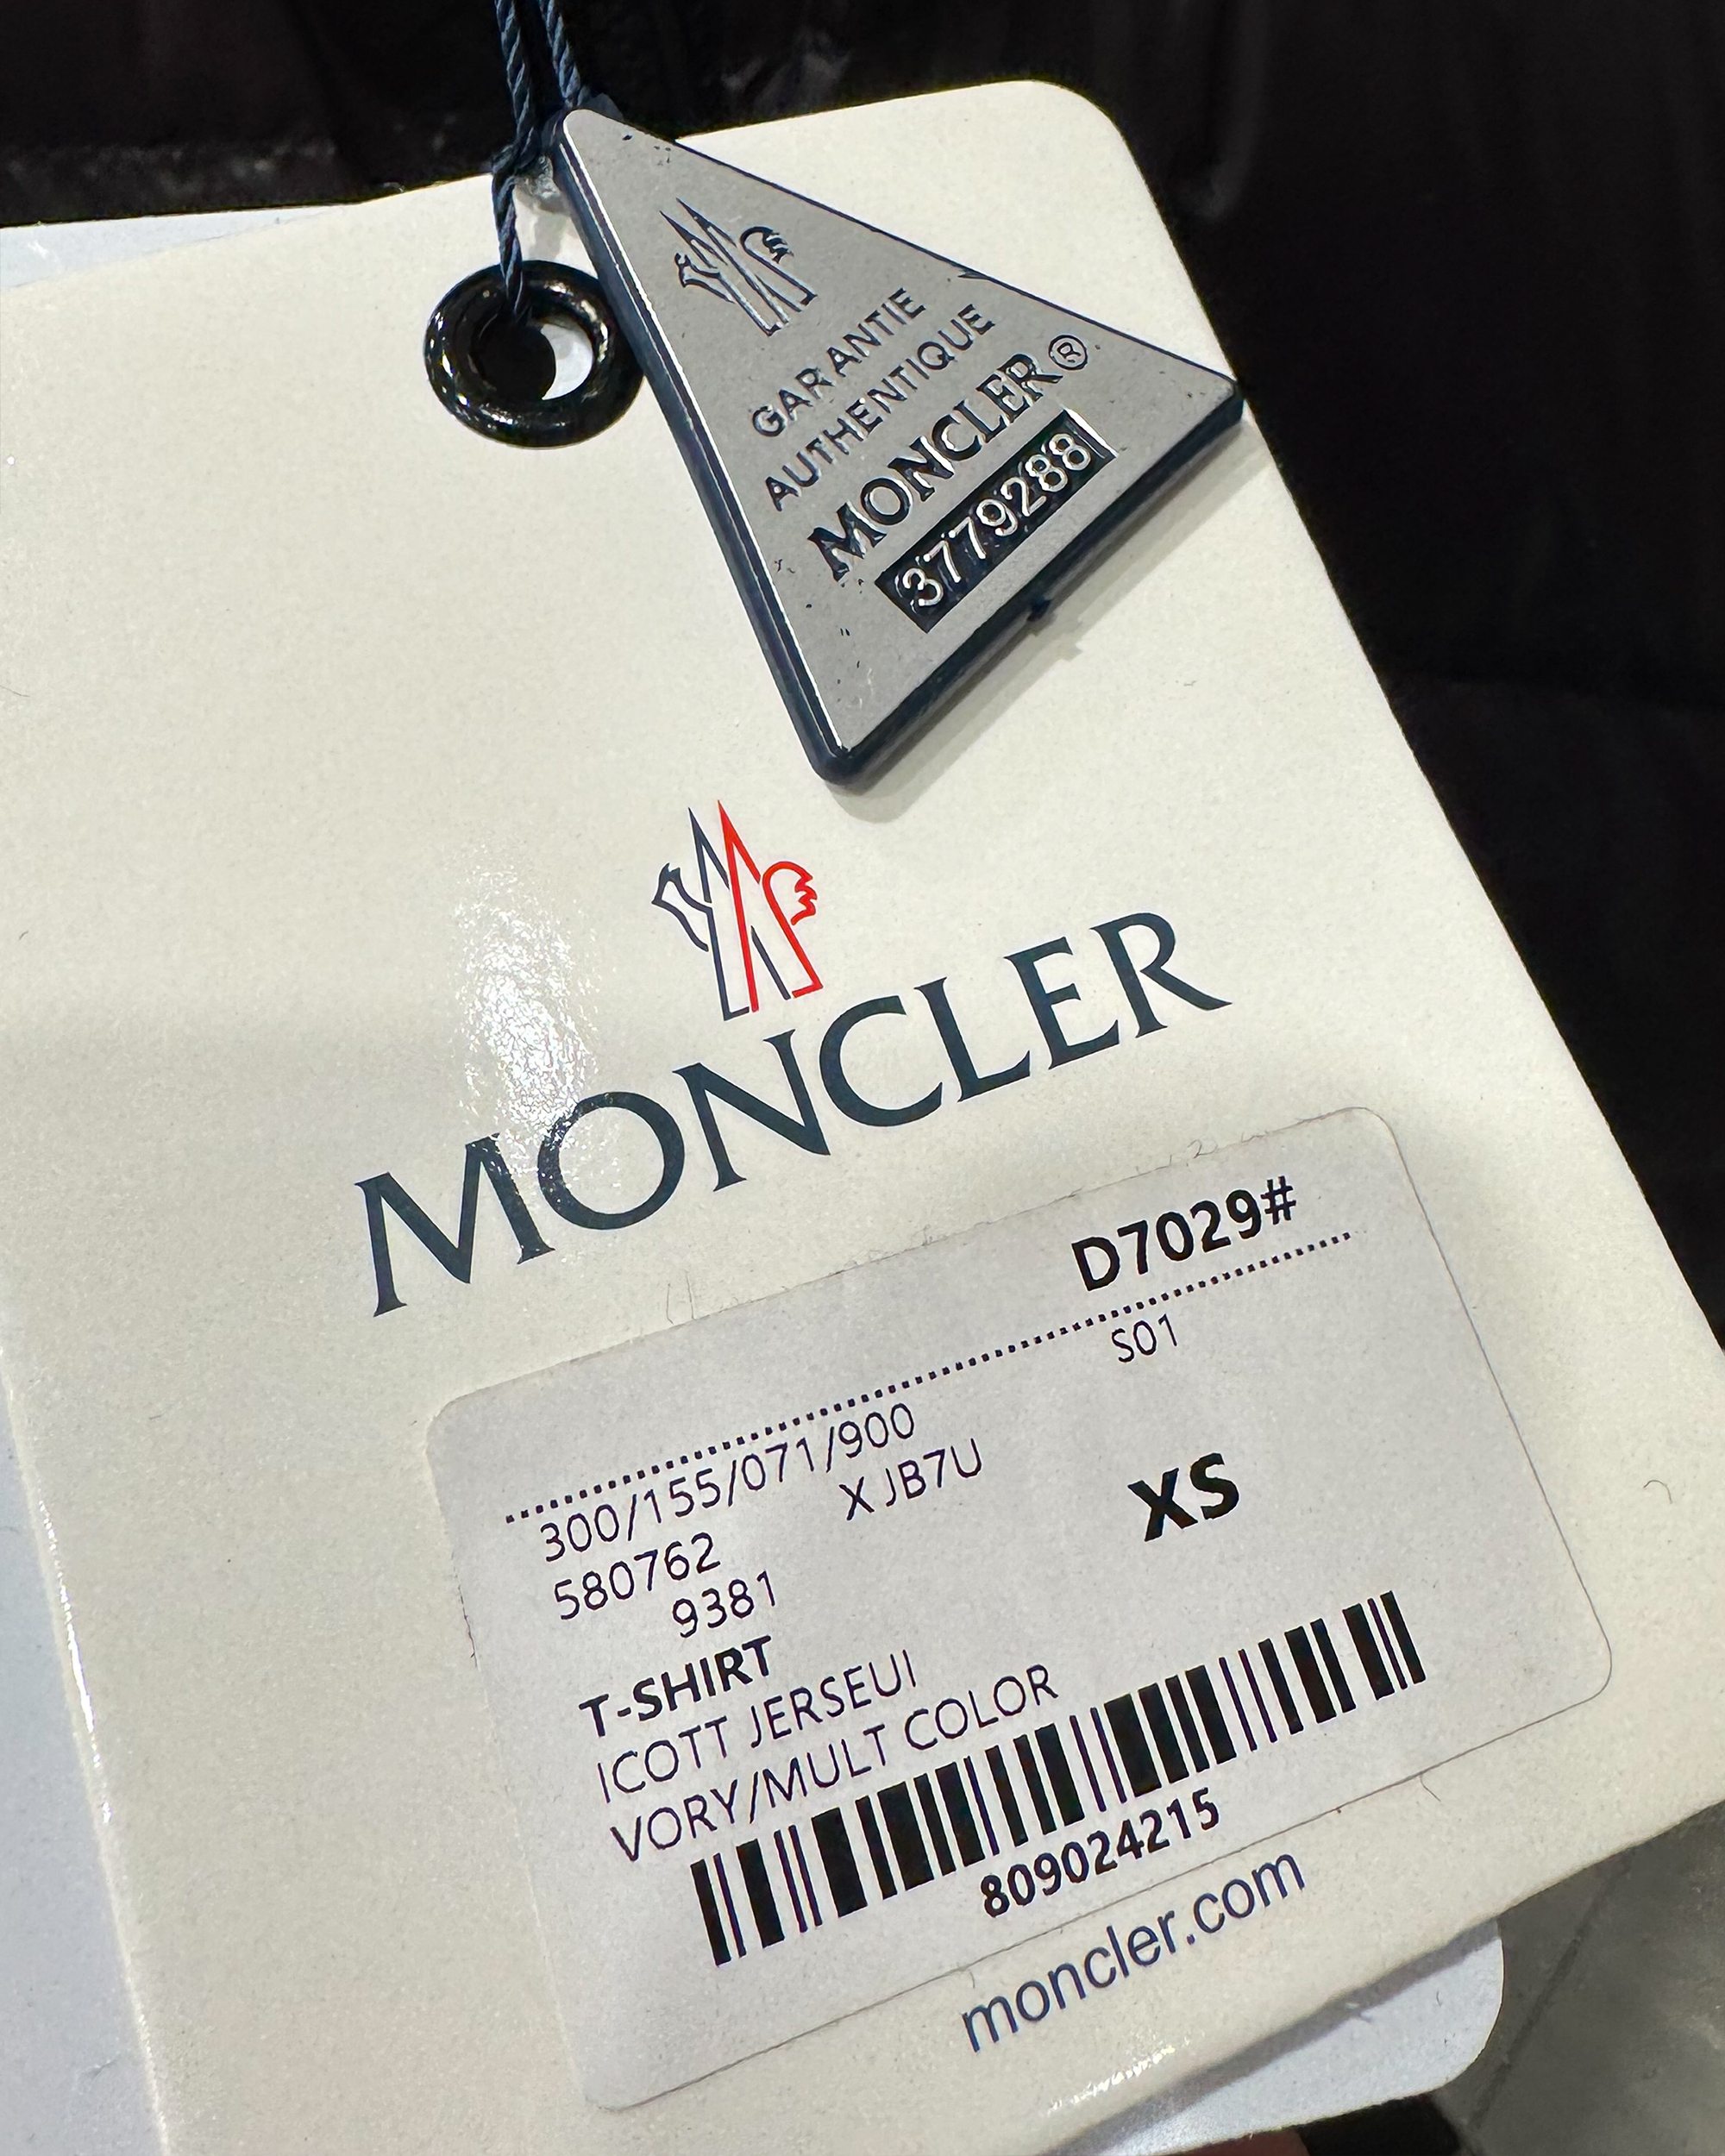 GARANTIE
AUTHENTIQUE
MONCLER®
3779288
MONCLER
D7029#
S01
300/155/071/900
580762 X JB7U
9381 XS
T-SHIRT
ICOTT JERSEUI
VORY/MULT COLOR
809024215
moncler.com